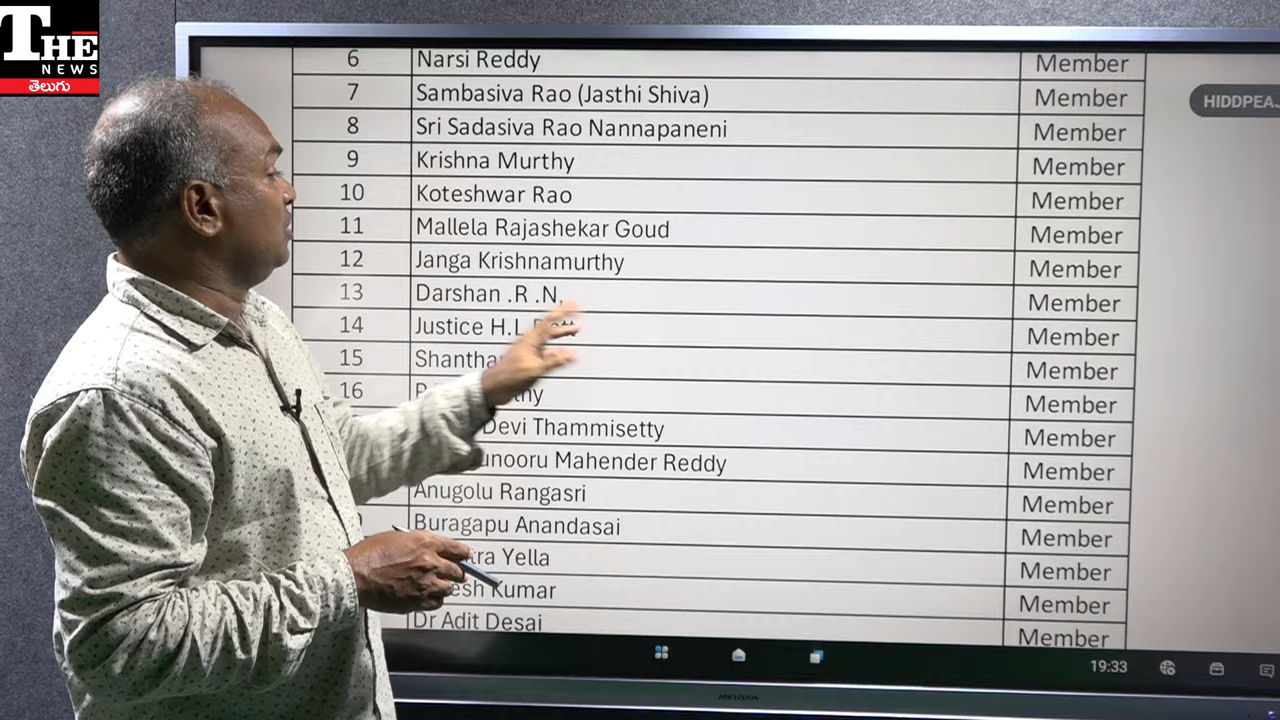 THE
NEWS
తెలుగు
6 Narsi Reddy Member
7 Sambasiva Rao (Jasthi Shiva) Member
8 Sri Sadasiva Rao Nannapaneni Member
9 Krishna Murthy Member
10 Koteshwar Rao Member
11 Mallela Rajashekar Goud Member
12 Janga Krishnamurthy Member
13 Darshan .R .N, Member
14 Justice H.L Member
15 Member
16 Member
Devi Thammisetty Member
Mahender Reddy Member
Anugolu Rangasri Member
Buragapu Anandasai Member
Yella Member
Kumar Member
Dr Adit Desai Member
19:33
HIKVISION